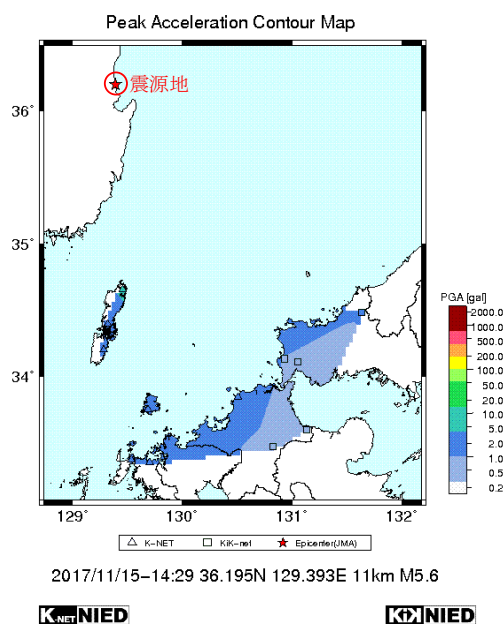 Peak Acceleration Contour Map
震源地
36°
35°
34°
129° 130° 131° 132°
PGA [gal]
2000.0
1000.0
500.0
200.0
100.0
50.0
20.0
10.0
5.0
2.0
1.0
0.5
0.2
K-NET KiK-net Epicenter(JMA)
2017/11/15-14:29 36.195N 129.393E 11km M5.6
K-NET NIED KiK NIED